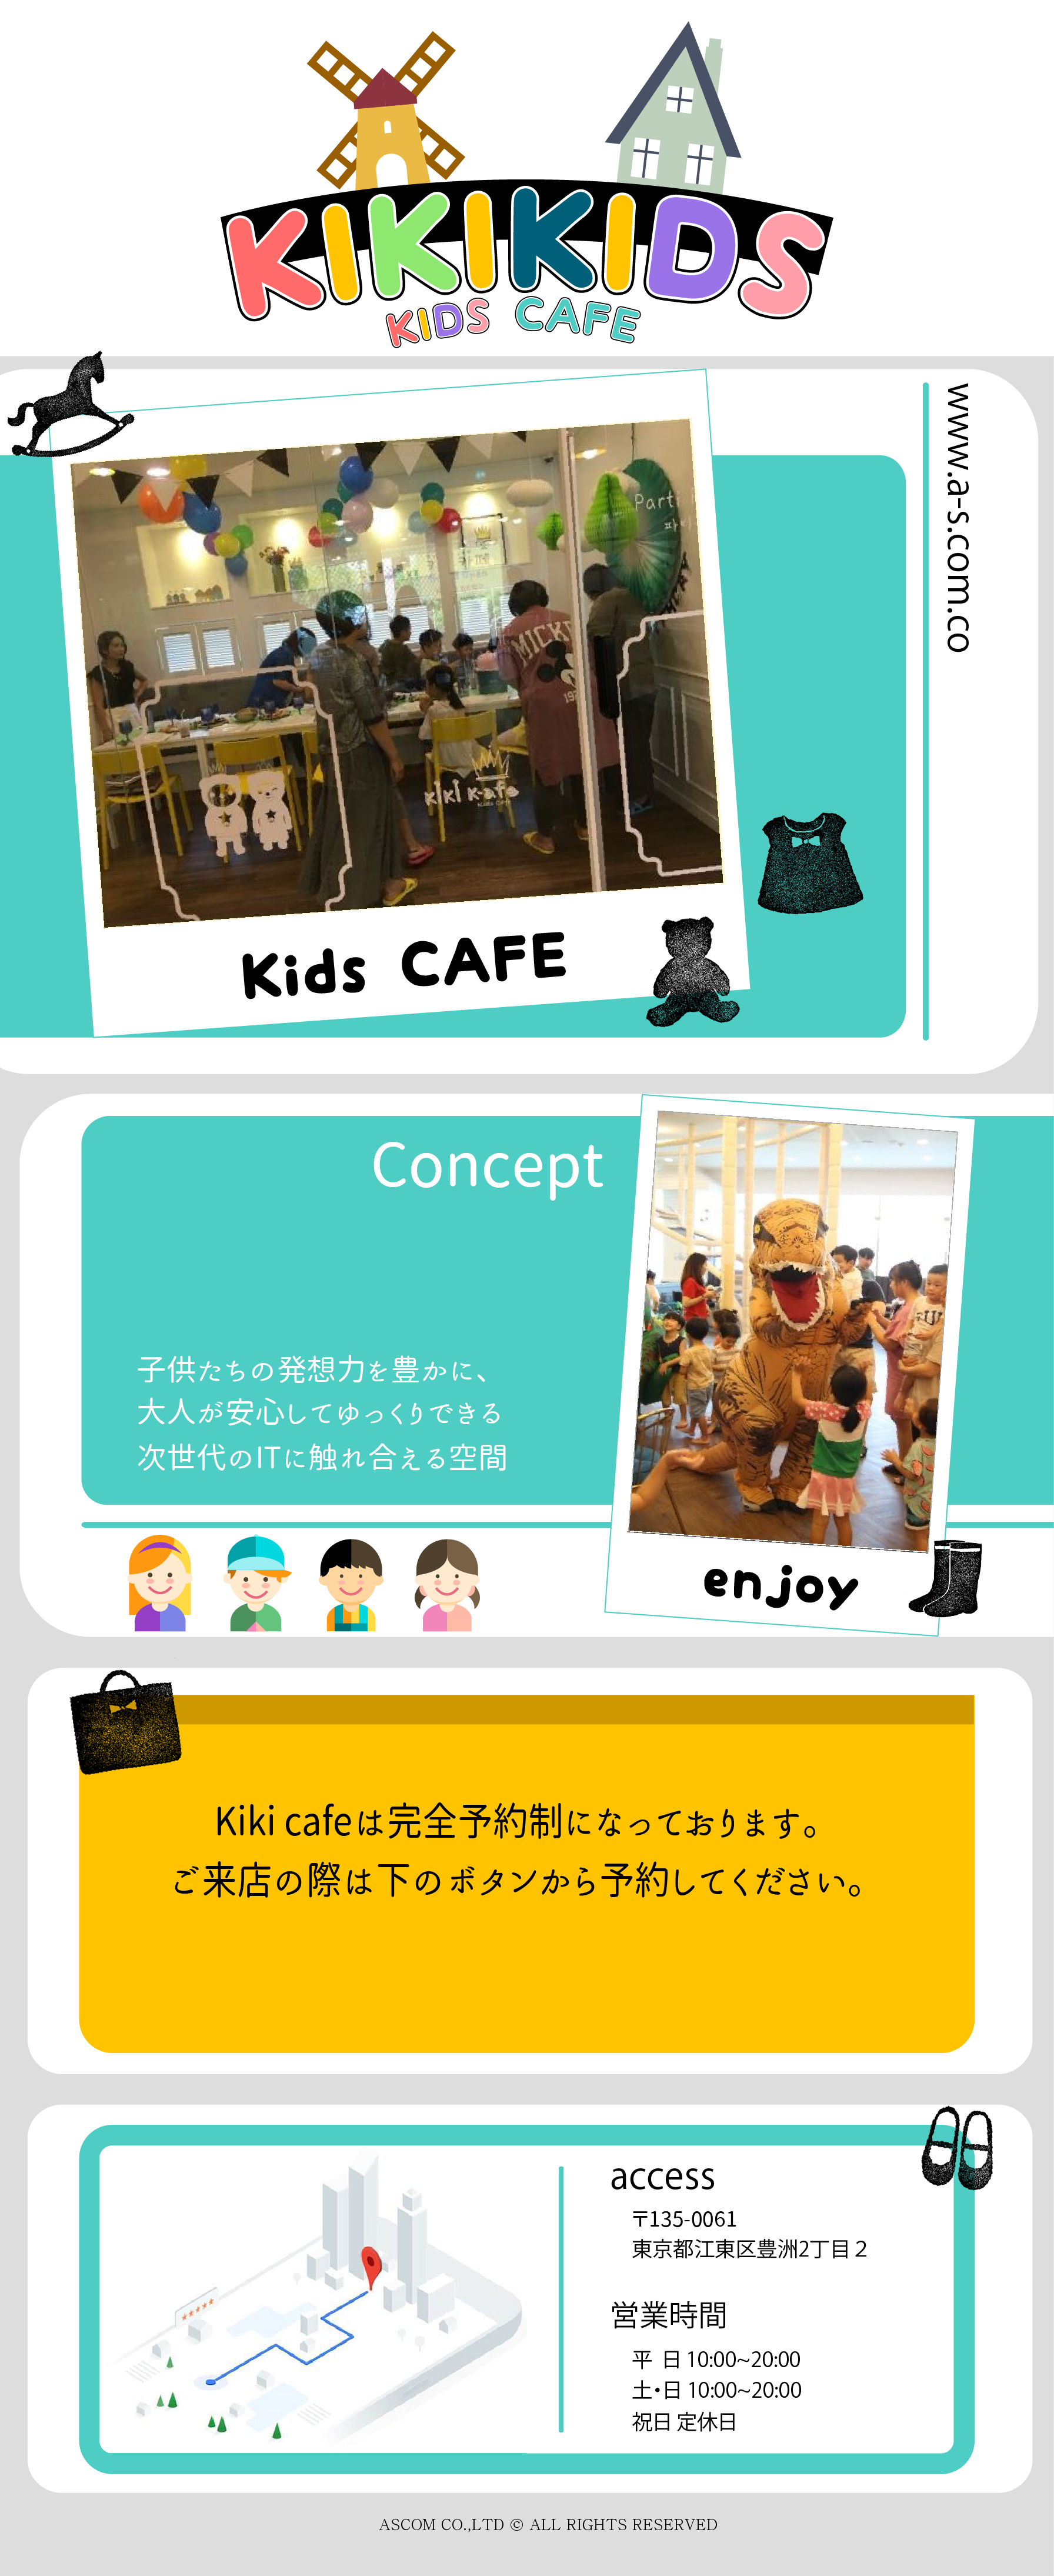 KIKIKIDS
KIDS CAFE
www.a-s.com.co
Parti
MICK
kiki k-afe
Kids CAFE
Concept
子供たちの発想力を豊かに、
大人が安心してゆっくりできる
次世代のITに触れ合える空間
enjoy
Kiki cafeは完全予約制になっております。
ご来店の際は下のボタンから予約してください。
access
〒135-0061
東京都江東区豊洲2丁目２
営業時間
平 日 10:00~20:00
土・日 10:00~20:00
祝日 定休日
ASCOM CO.,LTD © ALL RIGHTS RESERVED